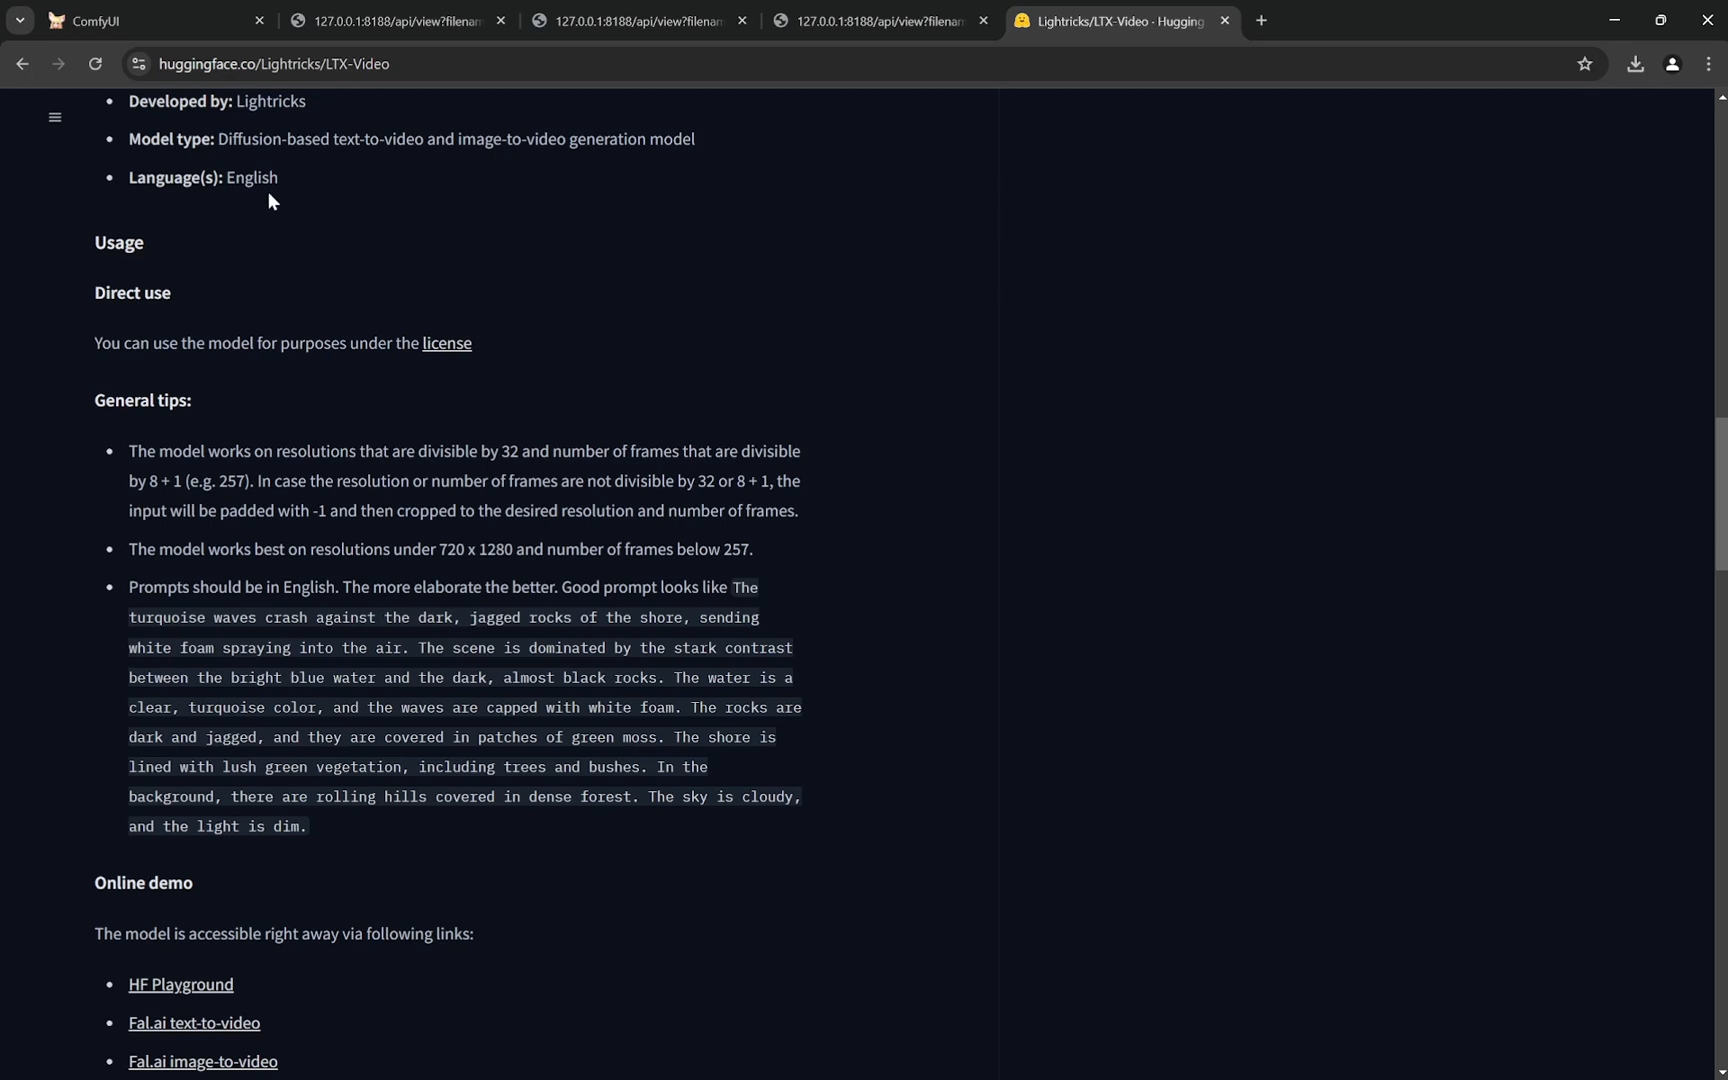 ComfyUI
127.0.0.1:8188/api/view?filenam
127.0.0.1:8188/api/view?filenam
127.0.0.1:8188/api/view?filenam
Lightricks/LTX-Video · Hugging
huggingface.co/Lightricks/LTX-Video
Developed by: Lightricks
Model type: Diffusion-based text-to-video and image-to-video generation model
Language(s): English
Usage
Direct use
You can use the model for purposes under the license
General tips:
The model works on resolutions that are divisible by 32 and number of frames that are divisible
by 8 + 1 (e.g. 257). In case the resolution or number of frames are not divisible by 32 or 8 + 1, the
input will be padded with -1 and then cropped to the desired resolution and number of frames.
The model works best on resolutions under 720 x 1280 and number of frames below 257.
Prompts should be in English. The more elaborate the better. Good prompt looks like The
turquoise waves crash against the dark, jagged rocks of the shore, sending
white foam spraying into the air. The scene is dominated by the stark contrast
between the bright blue water and the dark, almost black rocks. The water is a
clear, turquoise color, and the waves are capped with white foam. The rocks are
dark and jagged, and they are covered in patches of green moss. The shore is
lined with lush green vegetation, including trees and bushes. In the
background, there are rolling hills covered in dense forest. The sky is cloudy,
and the light is dim.
Online demo
The model is accessible right away via following links:
HF Playground
Fal.ai text-to-video
Fal.ai image-to-video